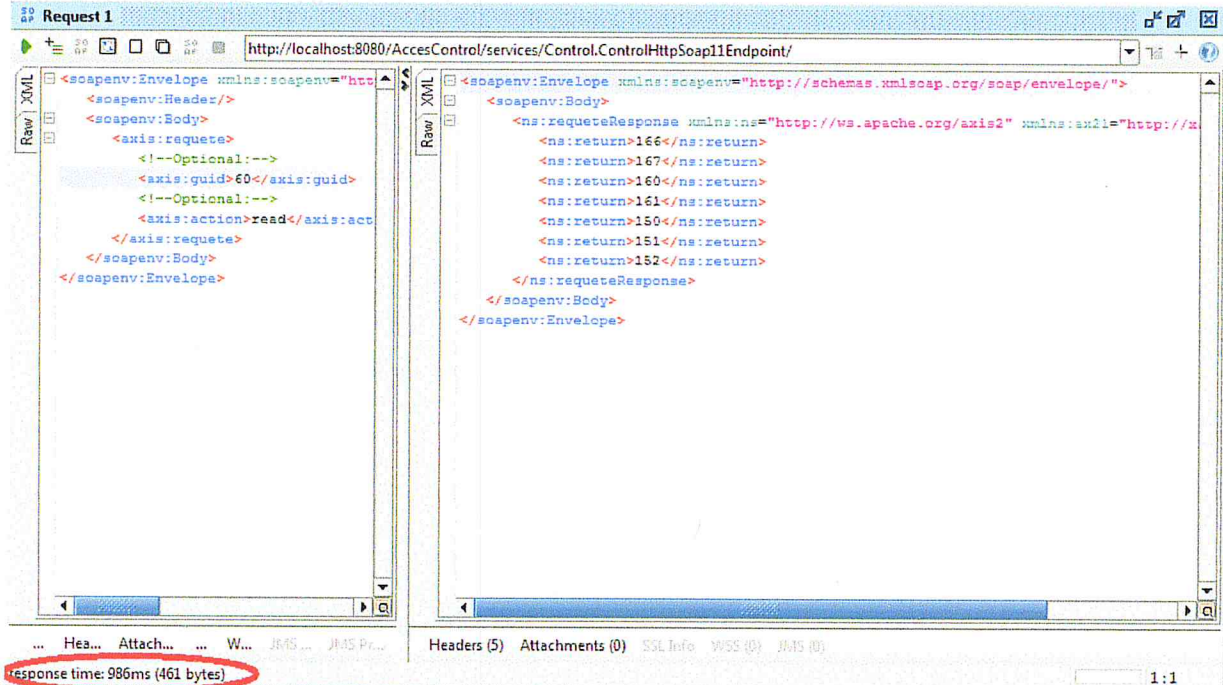 Request 1
http://localhost:8080/AccesControl/services/Control.ControlHttpSoap11Endpoint/
XML
Raw
<soapenv:Envelope xmlns:soapenv="htt
<soapenv:Header/>
<soapenv:Body>
<axis:requete>
<!--Optional:-->
<axis:guid>60</axis:guid>
<!--Optional:-->
<axis:action>read</axis:act
</axis:requete>
</soapenv:Body>
</soapenv:Envelope>
XML
Raw
<soapenv:Envelope xmlns:soapenv="http://schemas.xmlsoap.org/soap/envelope/">
<soapenv:Body>
<ns:requeteResponse xmlns:ns="http://ws.apache.org/axis2" xmlns:ax21="http://x
<ns:return>166</ns:return>
<ns:return>167</ns:return>
<ns:return>160</ns:return>
<ns:return>161</ns:return>
<ns:return>150</ns:return>
<ns:return>151</ns:return>
<ns:return>152</ns:return>
</ns:requeteResponse>
</soapenv:Body>
</soapenv:Envelope>
... Hea... Attach... ... W... JMS ... JMS Pr...
Headers (5) Attachments (0) SSL Info WSS (0) JMS (0)
response time: 986ms (461 bytes)
1:1